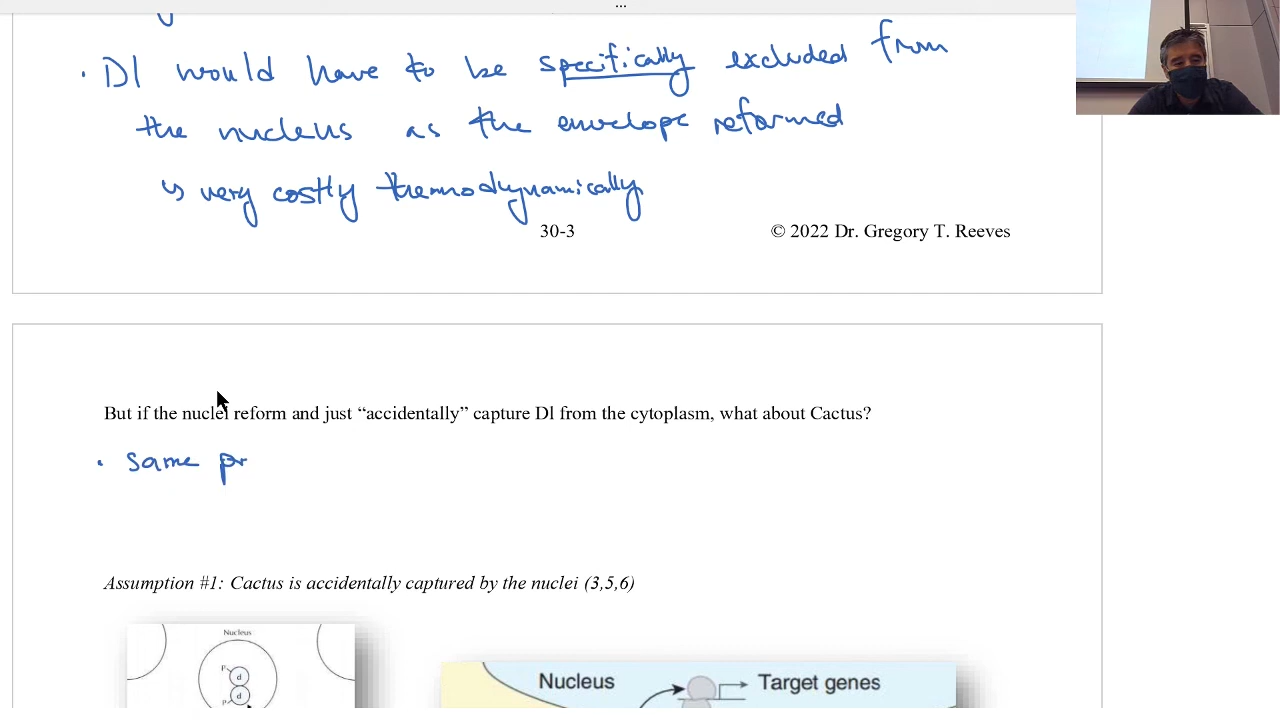 ...
• Dl would have to be specifically excluded from
the nucleus as the envelope reformed
↳ very costly thermodynamically
30-3 © 2022 Dr. Gregory T. Reeves
But if the nuclei reform and just “accidentally” capture Dl from the cytoplasm, what about Cactus?
• same pr
Assumption #1: Cactus is accidentally captured by the nuclei (3,5,6)
Nucleus
P
d
d
P
Nucleus
Target genes